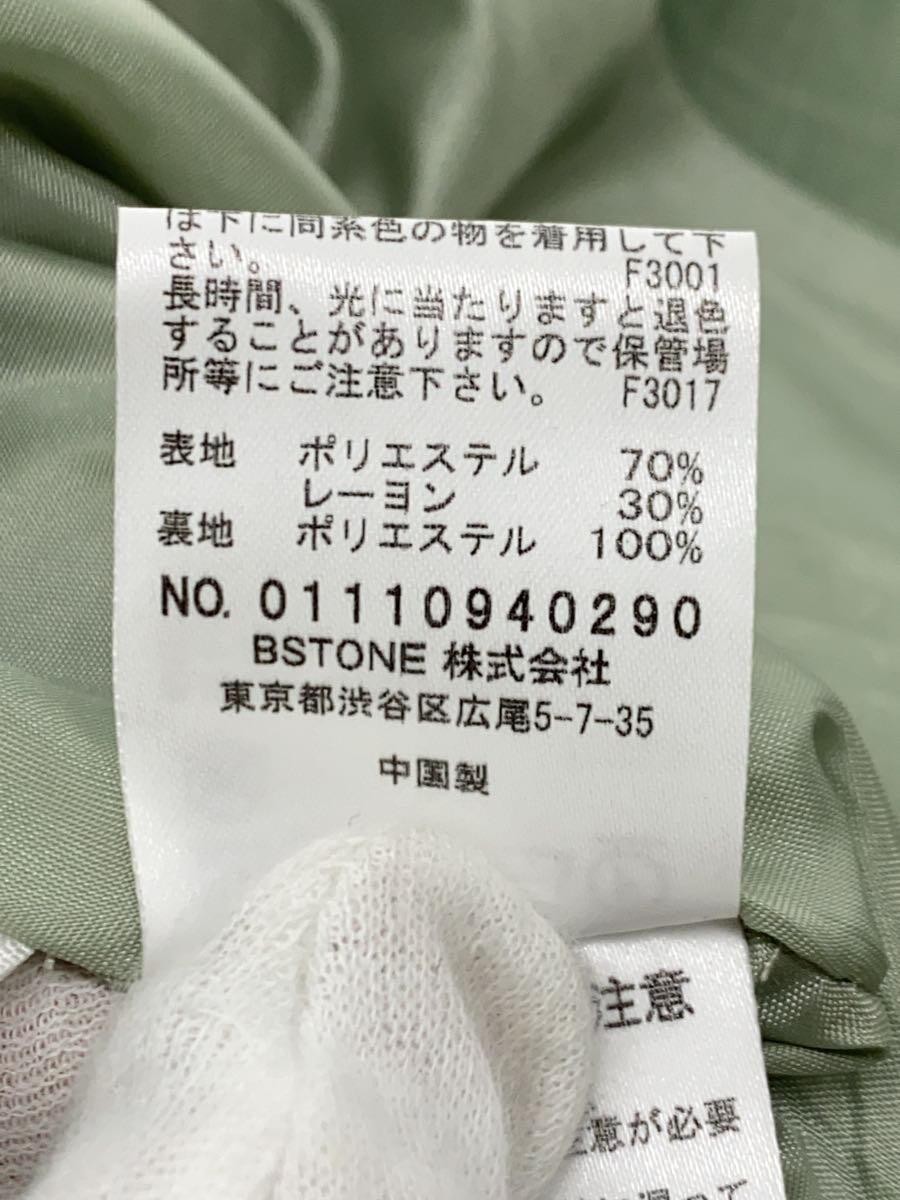 は下に同系色の物を着用して下
さい。 F3001
長時間、光に当たりますと退色
することがありますので保管場
所等にご注意下さい。 F3017
表地 ポリエステル 70%
レーヨン 30%
裏地 ポリエステル 100%
NO. 01110940290
BSTONE 株式会社
東京都渋谷区広尾5-7-35
中国製
注意
注意が必要